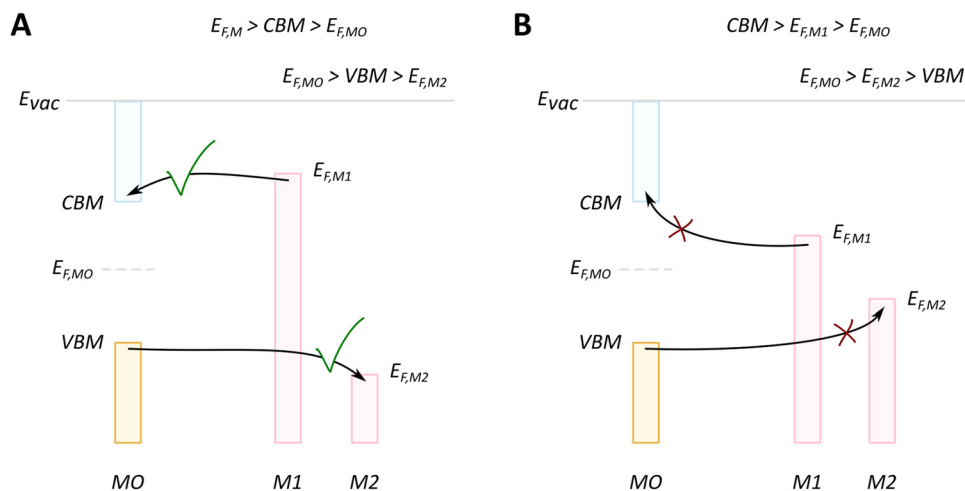 A
E_F,M > CBM > E_F,MO
E_F,MO > VBM > E_F,M2
E_vac
E_F,M1
CBM
E_F,MO
VBM
E_F,M2
MO M1 M2
B
CBM > E_F,M1 > E_F,MO
E_F,MO > E_F,M2 > VBM
E_vac
CBM
E_F,M1
E_F,MO
E_F,M2
VBM
MO M1 M2